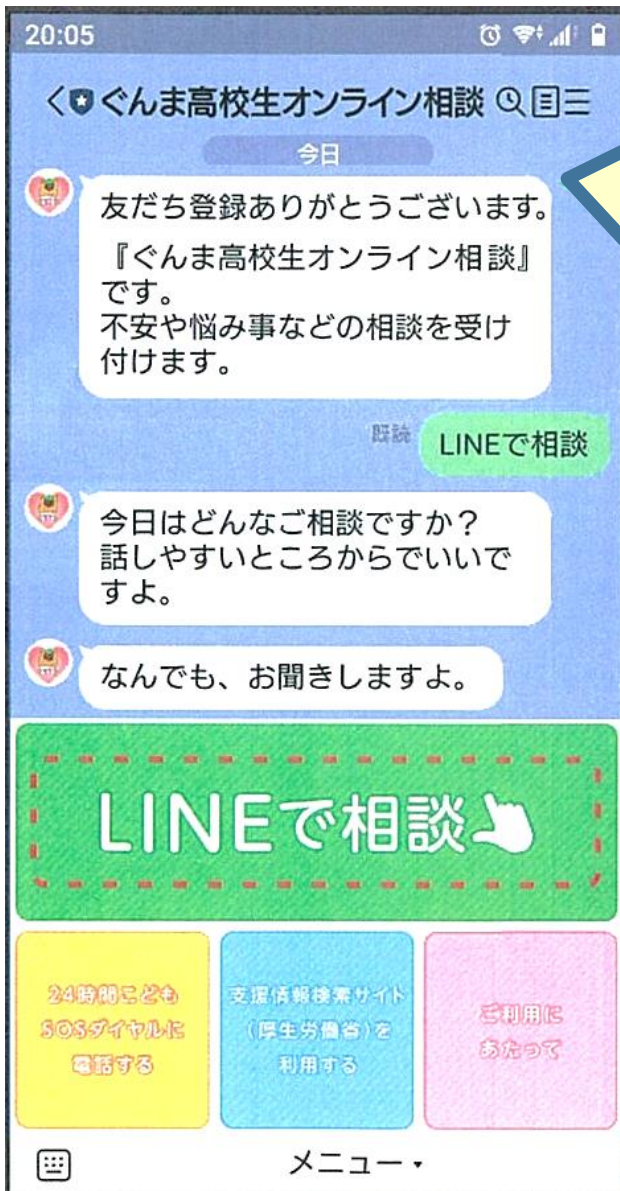 20:05
ぐんま高校生オンライン相談
今日
友だち登録ありがとうございます。
『ぐんま高校生オンライン相談』
です。
不安や悩み事などの相談を受け
付けます。
既読
LINEで相談
今日はどんなご相談ですか?
話しやすいところからでいいで
すよ。
なんでも、お聞きしますよ。
LINEで相談
24時間こども
SOSダイヤルに
電話する
支援情報検索サイト
(厚生労働省)を
利用する
ご利用に
あたって
メニュー